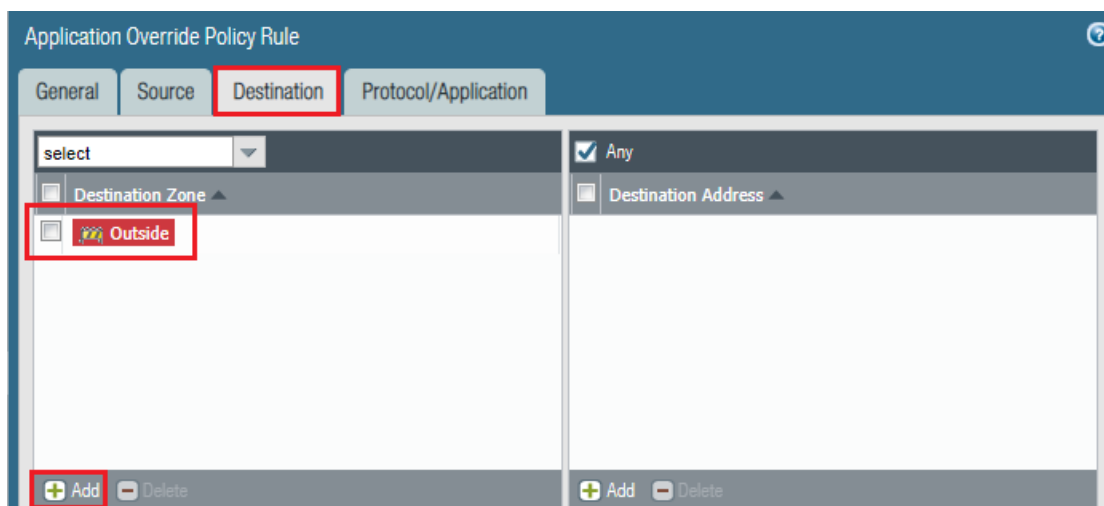 Application Override Policy Rule
General Source Destination Protocol/Application
select
Any
Destination Zone
Destination Address
Outside
Add Delete
Add Delete